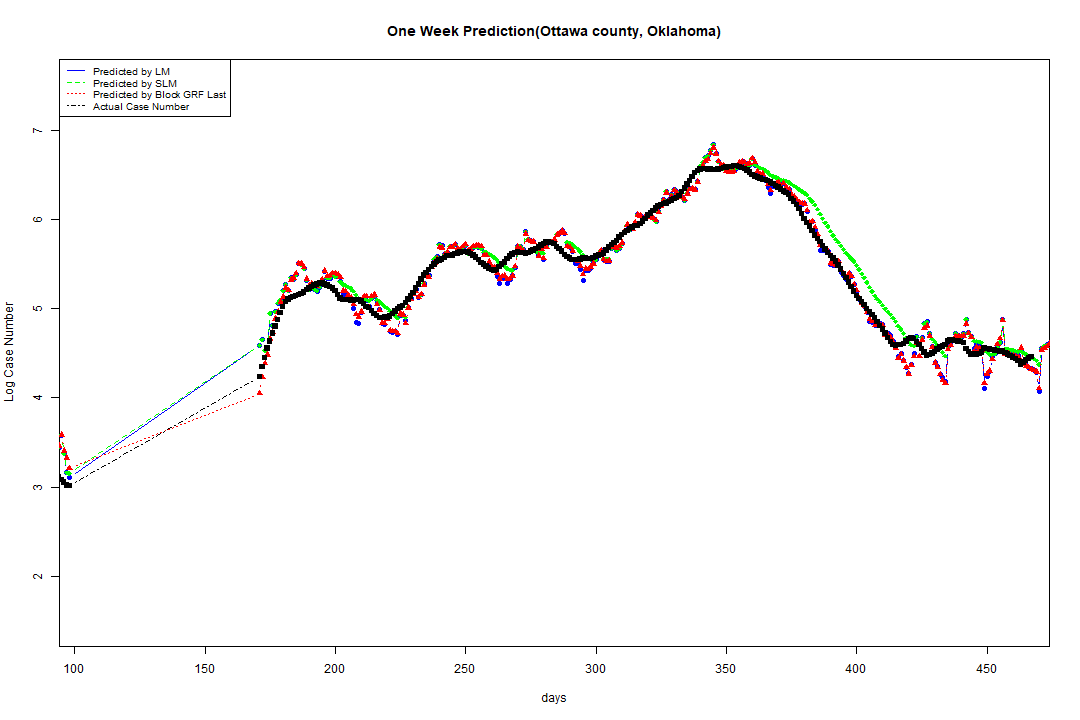 One Week Prediction(Ottawa county, Oklahoma)
Predicted by LM
Predicted by SLM
Predicted by Block GRF Last
Actual Case Number
Log Case Number
7
6
5
4
3
2
100 150 200 250 300 350 400 450
days